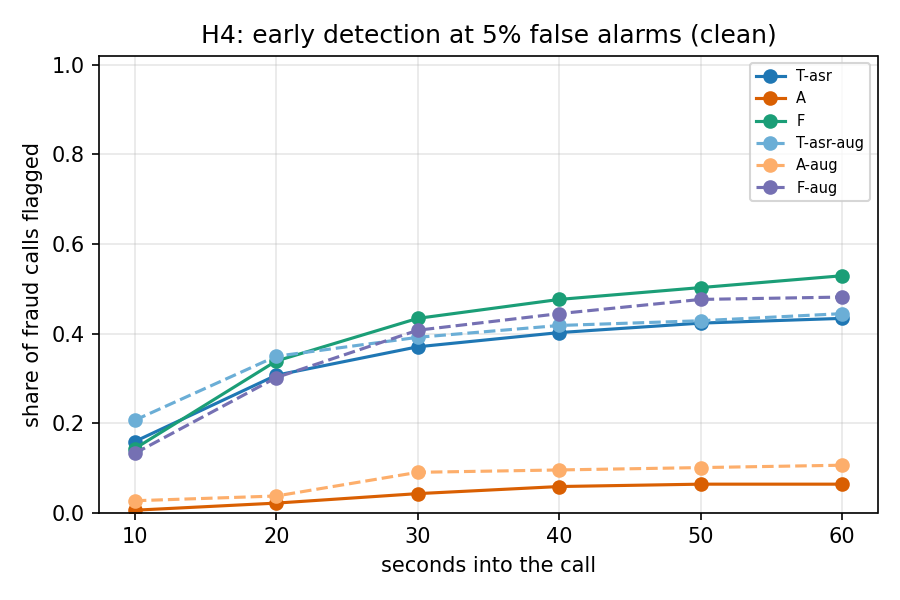 H4: early detection at 5% false alarms (clean)
share of fraud calls flagged
1.0
0.8
0.6
0.4
0.2
0.0
T-asr
A
F
T-asr-aug
A-aug
F-aug
10 20 30 40 50 60
seconds into the call